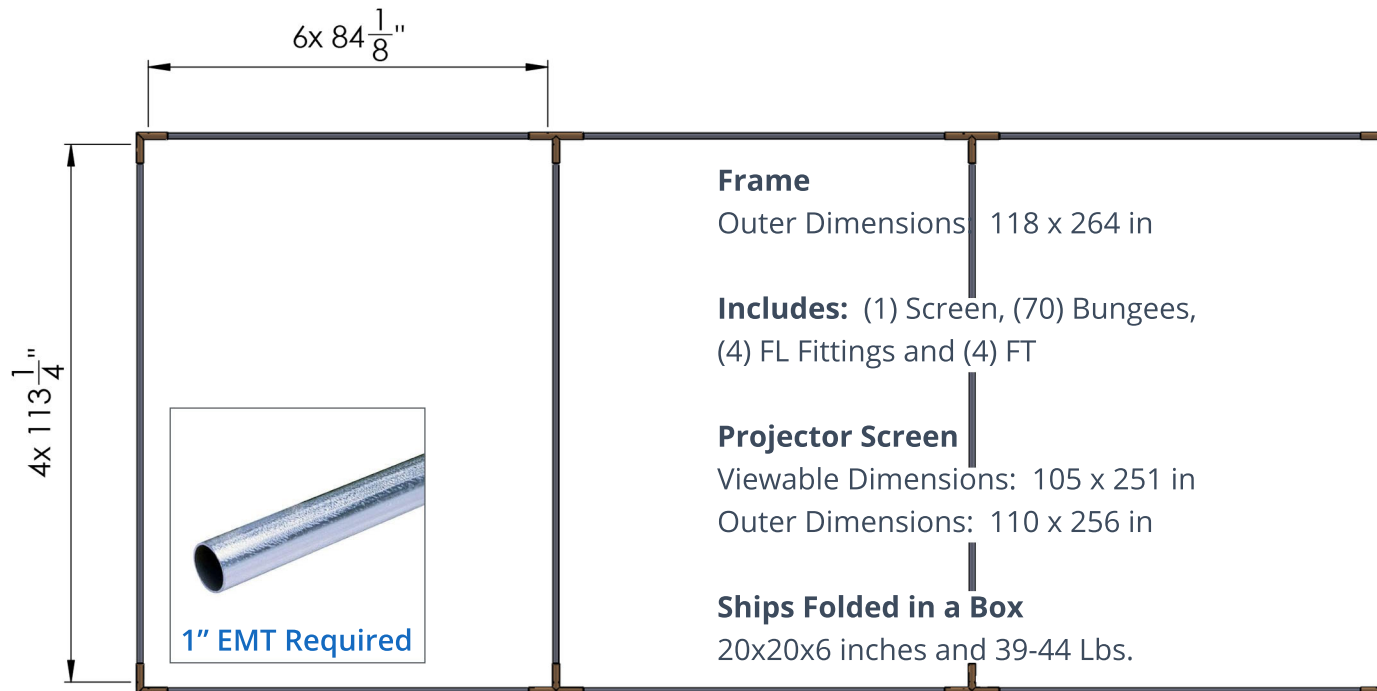 6x 84 1/8"
4x 113 1/4"
Frame
Outer Dimensions: 118 x 264 in
Includes: (1) Screen, (70) Bungees,
(4) FL Fittings and (4) FT
Projector Screen
Viewable Dimensions: 105 x 251 in
Outer Dimensions: 110 x 256 in
Ships Folded in a Box
20x20x6 inches and 39-44 Lbs.
1” EMT Required